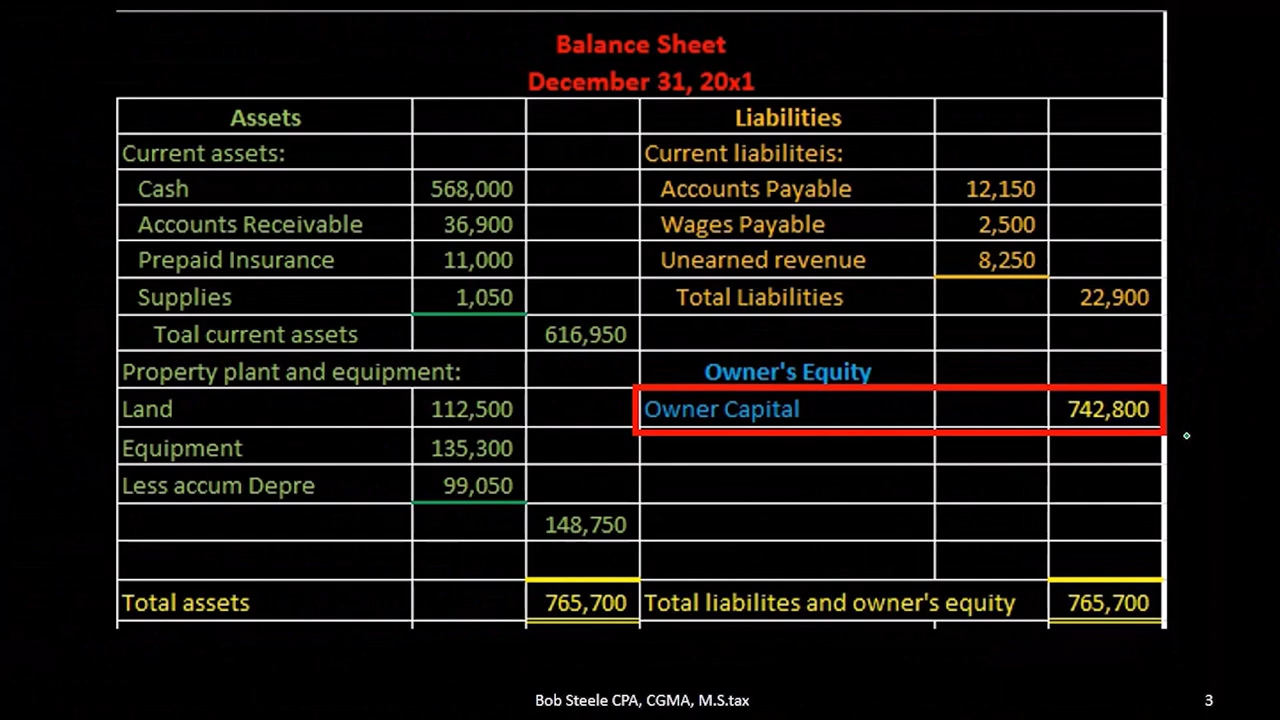 Balance Sheet
December 31, 20x1
Assets Liabilities
Current assets: Current liabiliteis:
Cash 568,000 Accounts Payable 12,150
Accounts Receivable 36,900 Wages Payable 2,500
Prepaid Insurance 11,000 Unearned revenue 8,250
Supplies 1,050 Total Liabilities 22,900
Toal current assets 616,950
Property plant and equipment: Owner's Equity
Land 112,500 Owner Capital 742,800
Equipment 135,300
Less accum Depre 99,050
148,750
Total assets 765,700 Total liabilites and owner's equity 765,700
Bob Steele CPA, CGMA, M.S.tax 3